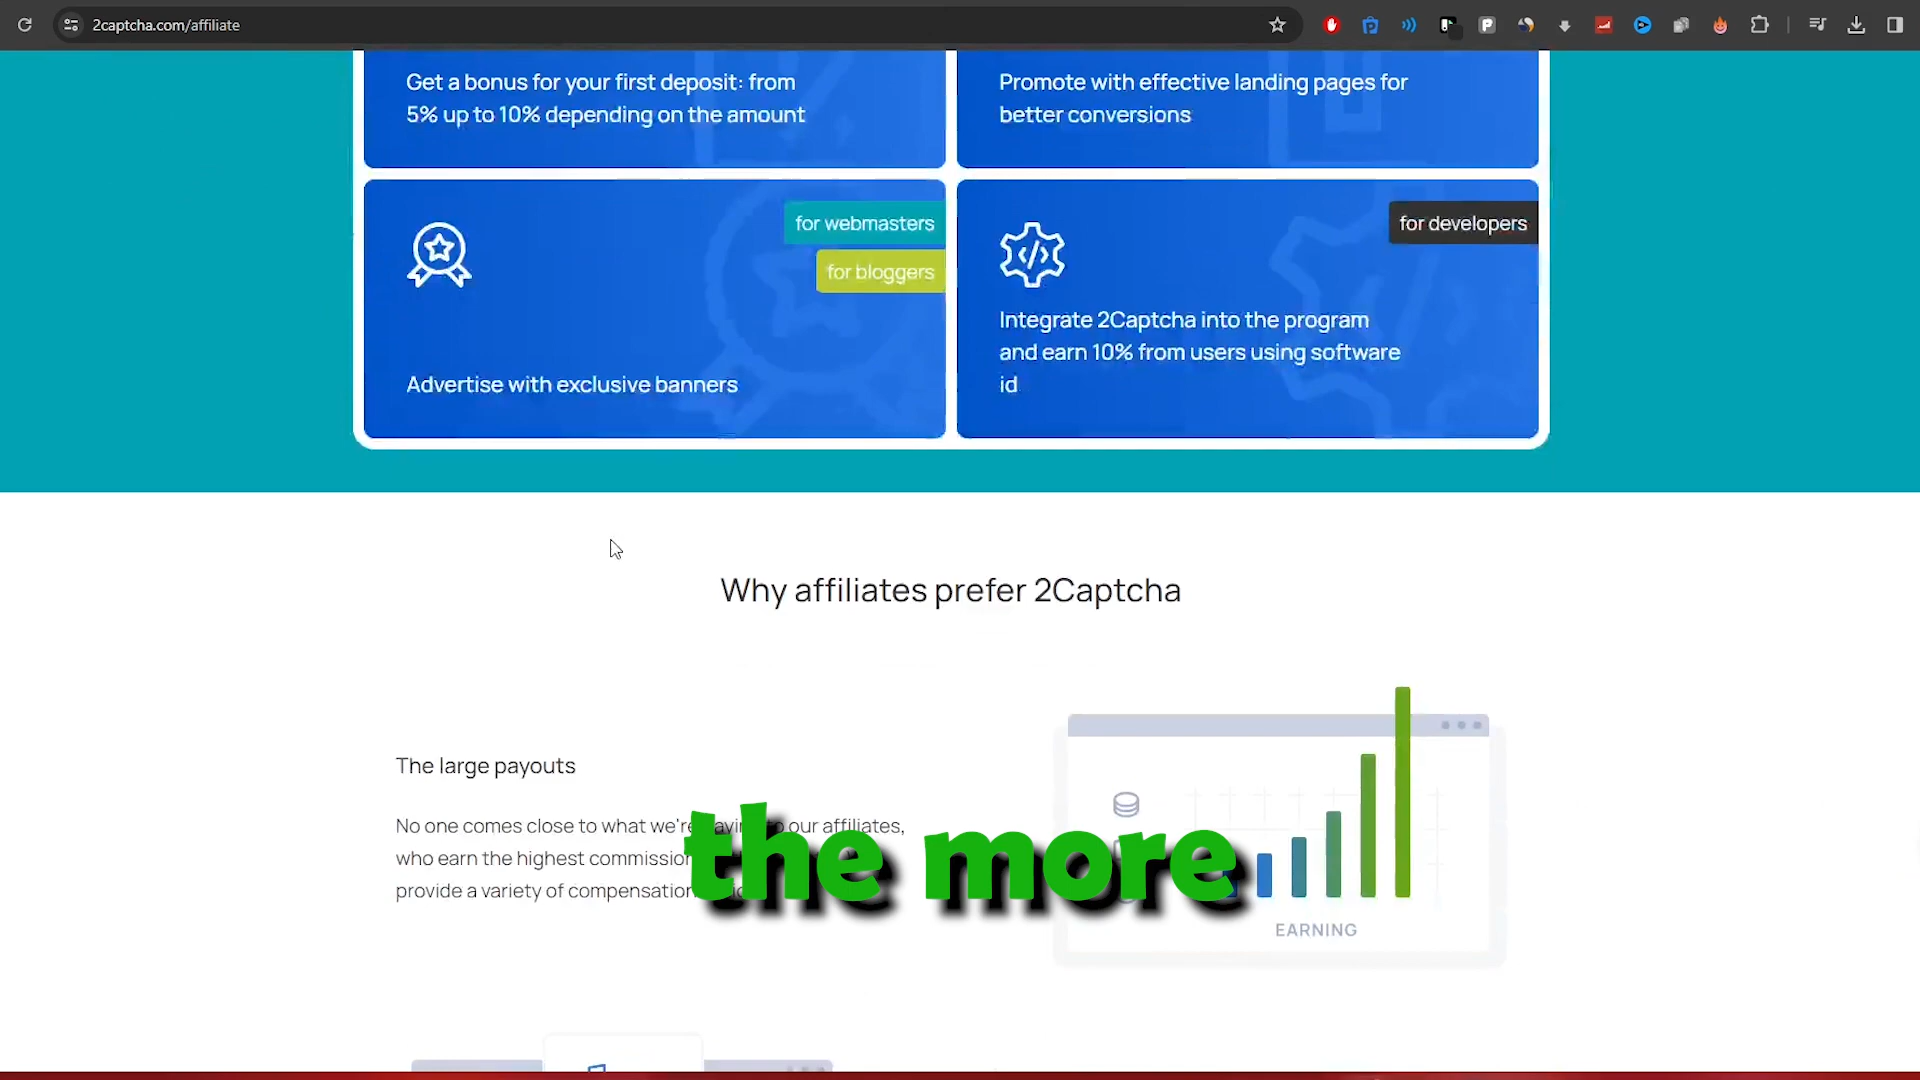 2captcha.com/affiliate
Get a bonus for your first deposit: from
5% up to 10% depending on the amount
Promote with effective landing pages for
better conversions
for webmasters
for bloggers
Advertise with exclusive banners
for developers
Integrate 2Captcha into the program
and earn 10% from users using software
id
Why affiliates prefer 2Captcha
The large payouts
No one comes close to what we're our affiliates,
who earn the highest
provide a variety of compensation
the more
EARNING